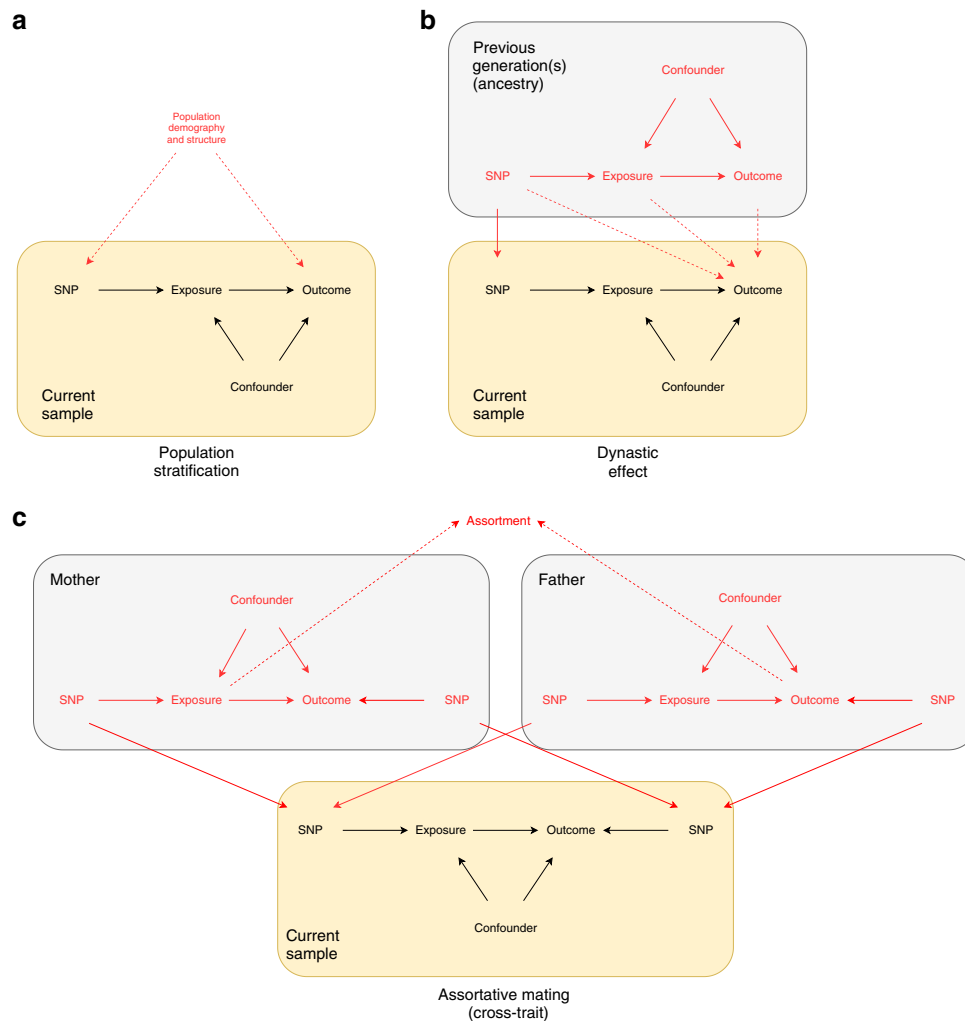 a
Population
demography
and structure
SNP
Exposure
Outcome
Confounder
Current
sample
Population
stratification
b
Previous
generation(s)
(ancestry)
Confounder
SNP
Exposure
Outcome
SNP
Exposure
Outcome
Confounder
Current
sample
Dynastic
effect
c
Assortment
Mother
Confounder
SNP
Exposure
Outcome
SNP
Father
Confounder
SNP
Exposure
Outcome
SNP
SNP
Exposure
Outcome
SNP
Confounder
Current
sample
Assortative mating
(cross-trait)